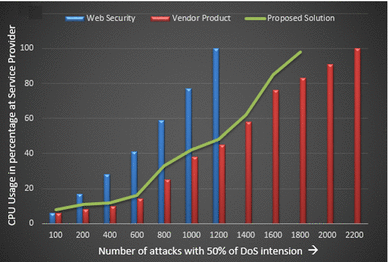 Web Security Vendor Product Proposed Solution
100
80
60
40
20
0
CPU Usage in percentage at Service Provider
100 200 400 600 800 1000 1200 1400 1600 1800 2000 2200
Number of attacks with 50% of DoS intension →